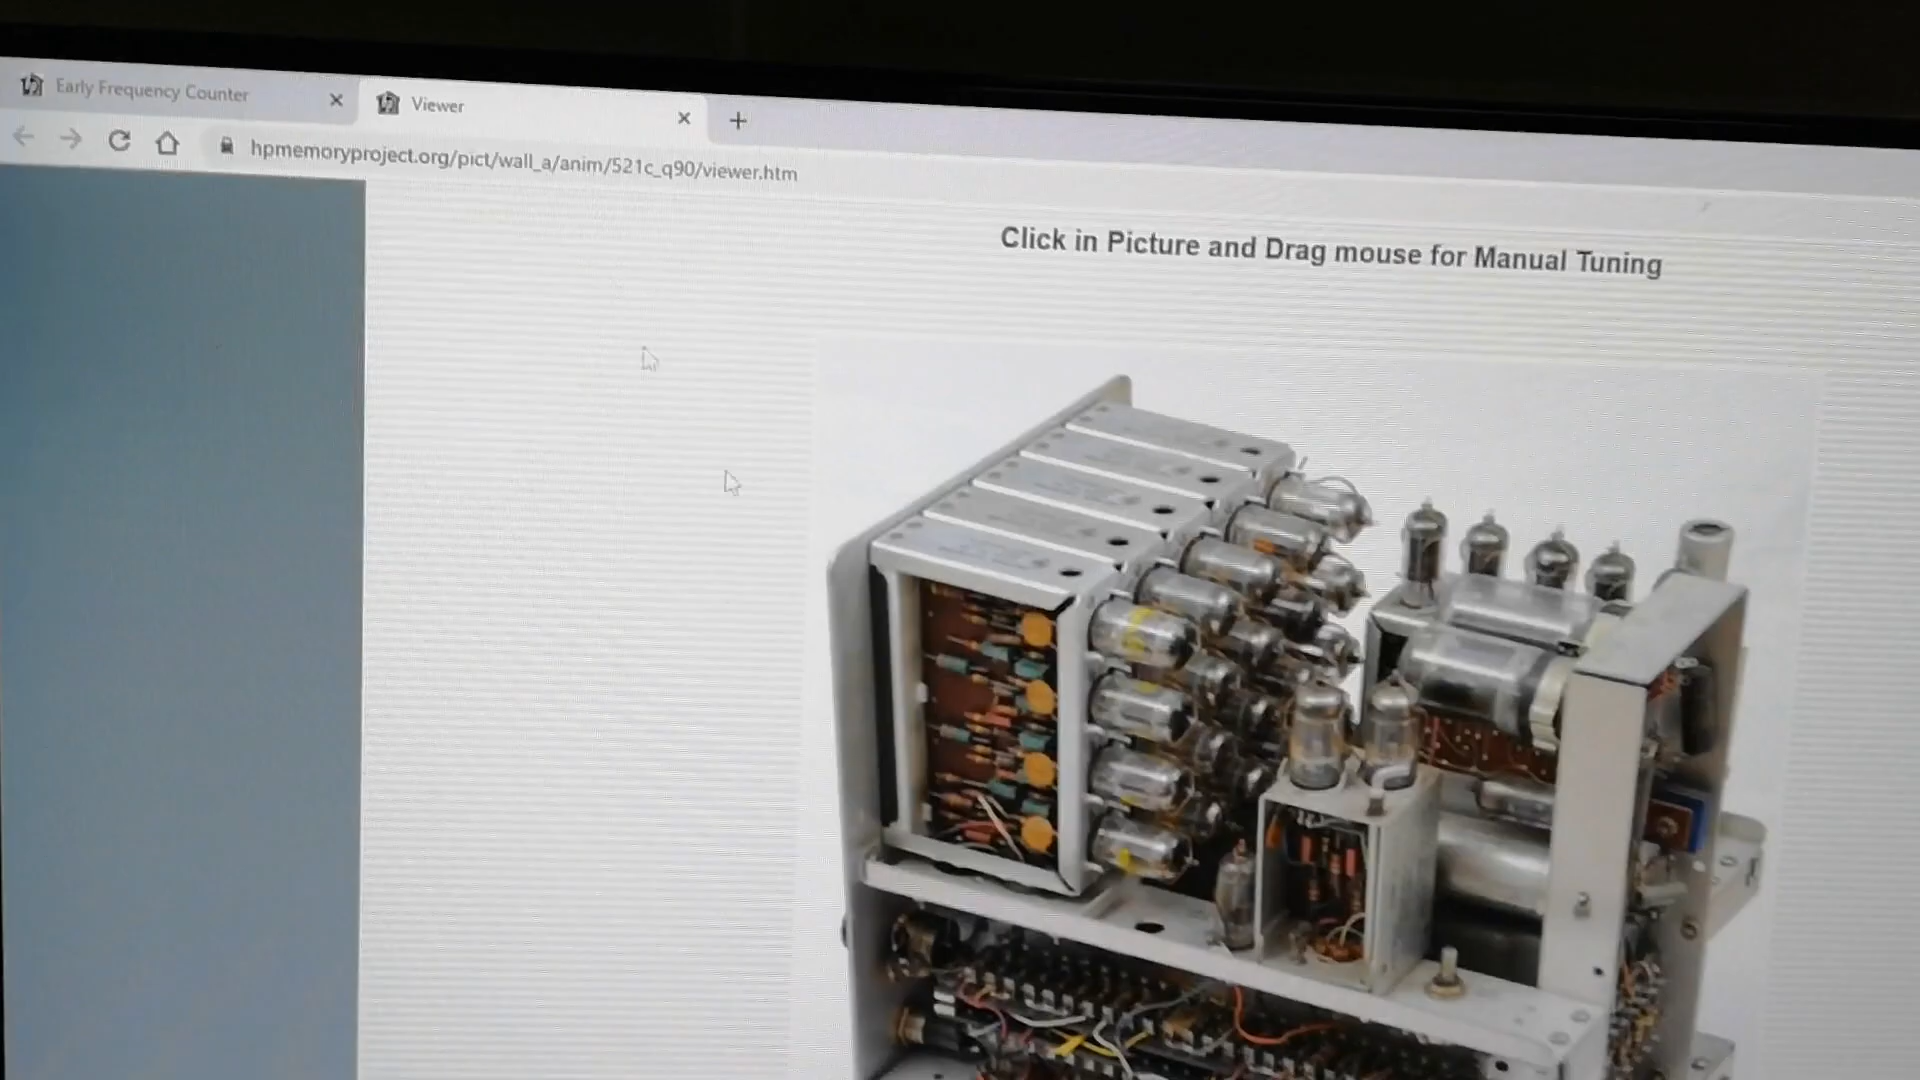 Early Frequency Counter
Viewer
hpmemoryproject.org/pict/wall_a/anim/521c_q90/viewer.htm
Click in Picture and Drag mouse for Manual Tuning